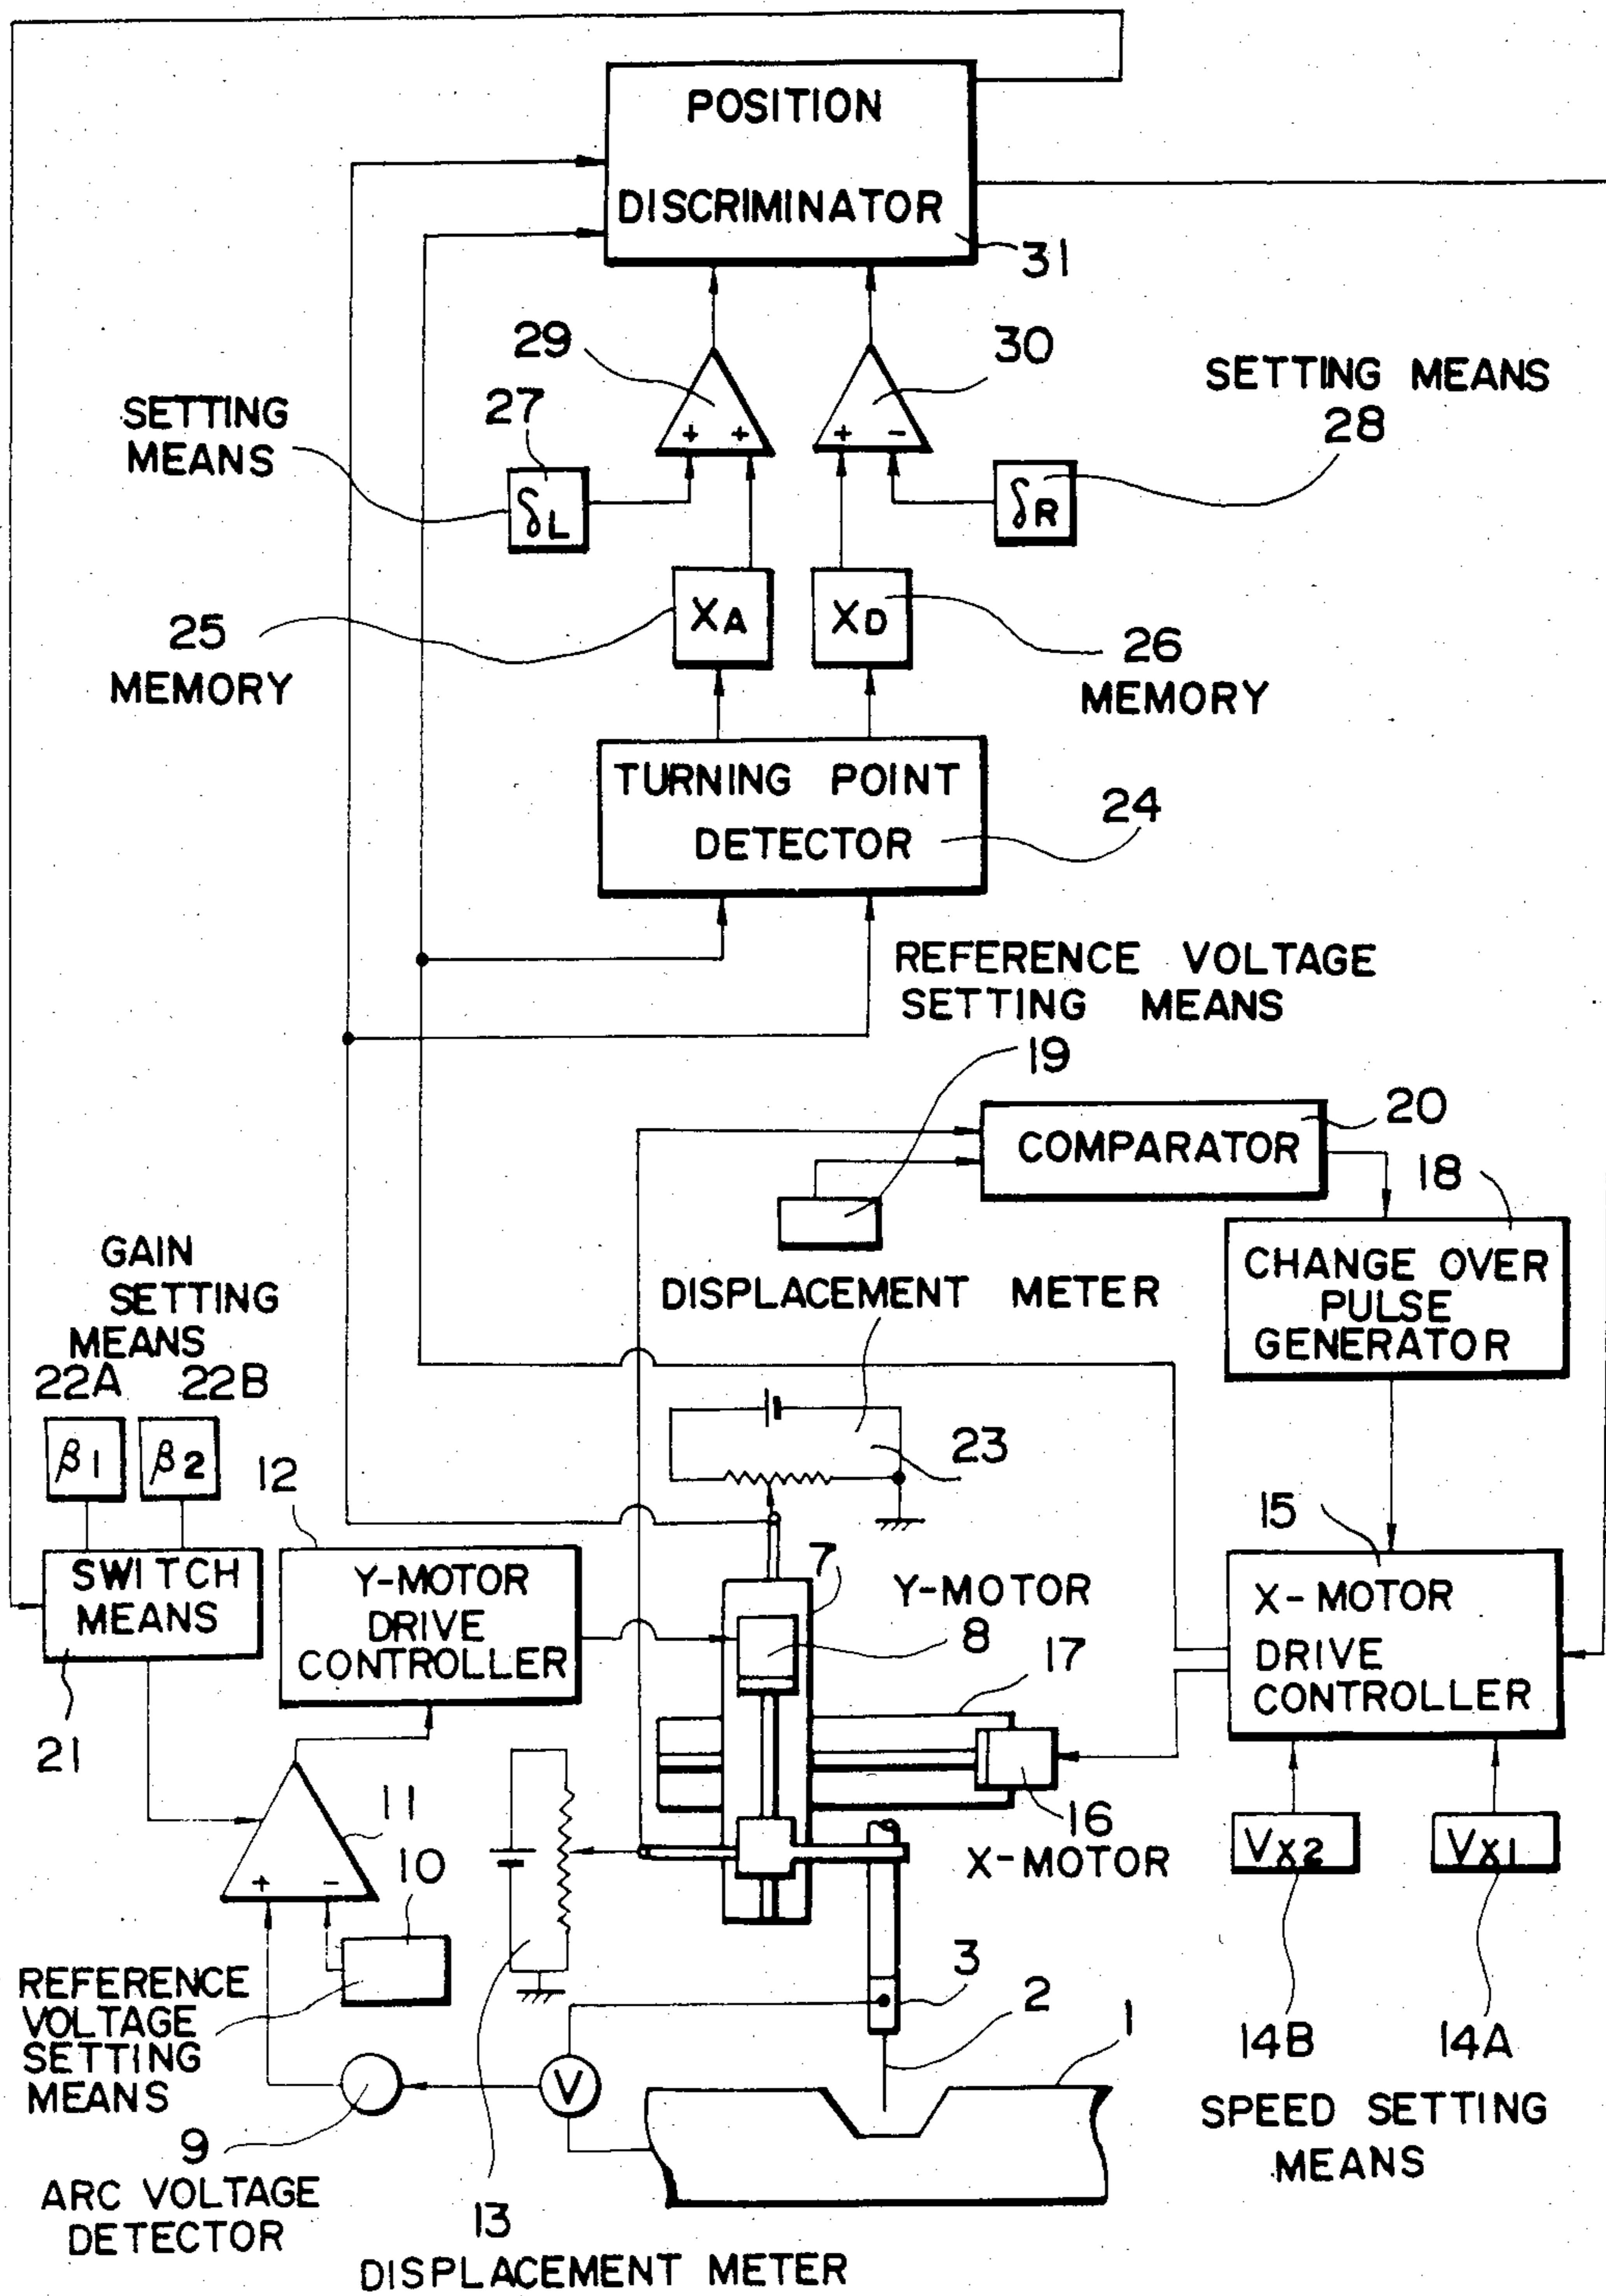 POSITION
DISCRIMINATOR
31
29
30
SETTING MEANS
28
SETTING
MEANS
27
+ +
+ -
δL
δR
XA
XD
25
MEMORY
26
MEMORY
TURNING POINT
DETECTOR
24
REFERENCE VOLTAGE
SETTING MEANS
19
COMPARATOR
20
18
CHANGE OVER
PULSE
GENERATOR
DISPLACEMENT METER
23
GAIN
SETTING
MEANS
22A 22B
β1 β2
12
SWITCH
MEANS
21
Y-MOTOR
DRIVE
CONTROLLER
7
Y-MOTOR
8
17
15
X-MOTOR
DRIVE
CONTROLLER
16
X-MOTOR
VX2
VX1
11
+ -
10
REFERENCE
VOLTAGE
SETTING
MEANS
V
3
2
1
14B 14A
SPEED SETTING
MEANS
9
ARC VOLTAGE
DETECTOR
13
DISPLACEMENT METER